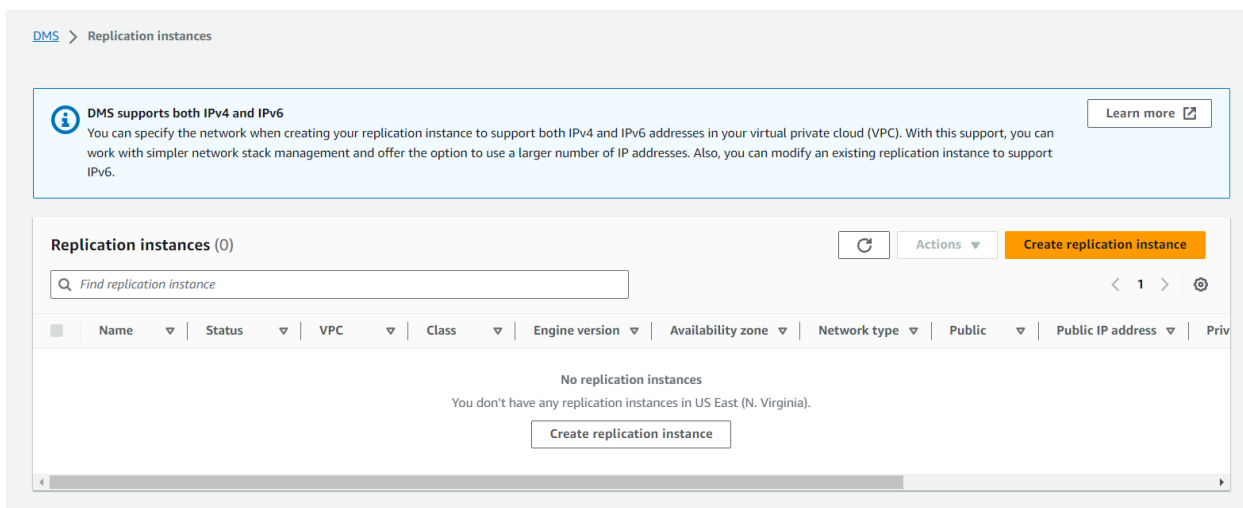 DMS > Replication instances
DMS supports both IPv4 and IPv6
Learn more
You can specify the network when creating your replication instance to support both IPv4 and IPv6 addresses in your virtual private cloud (VPC). With this support, you can
work with simpler network stack management and offer the option to use a larger number of IP addresses. Also, you can modify an existing replication instance to support
IPv6.
Replication instances (0)
Actions
Create replication instance
Find replication instance
1
Name Status VPC Class Engine version Availability zone Network type Public Public IP address Priv
No replication instances
You don't have any replication instances in US East (N. Virginia).
Create replication instance